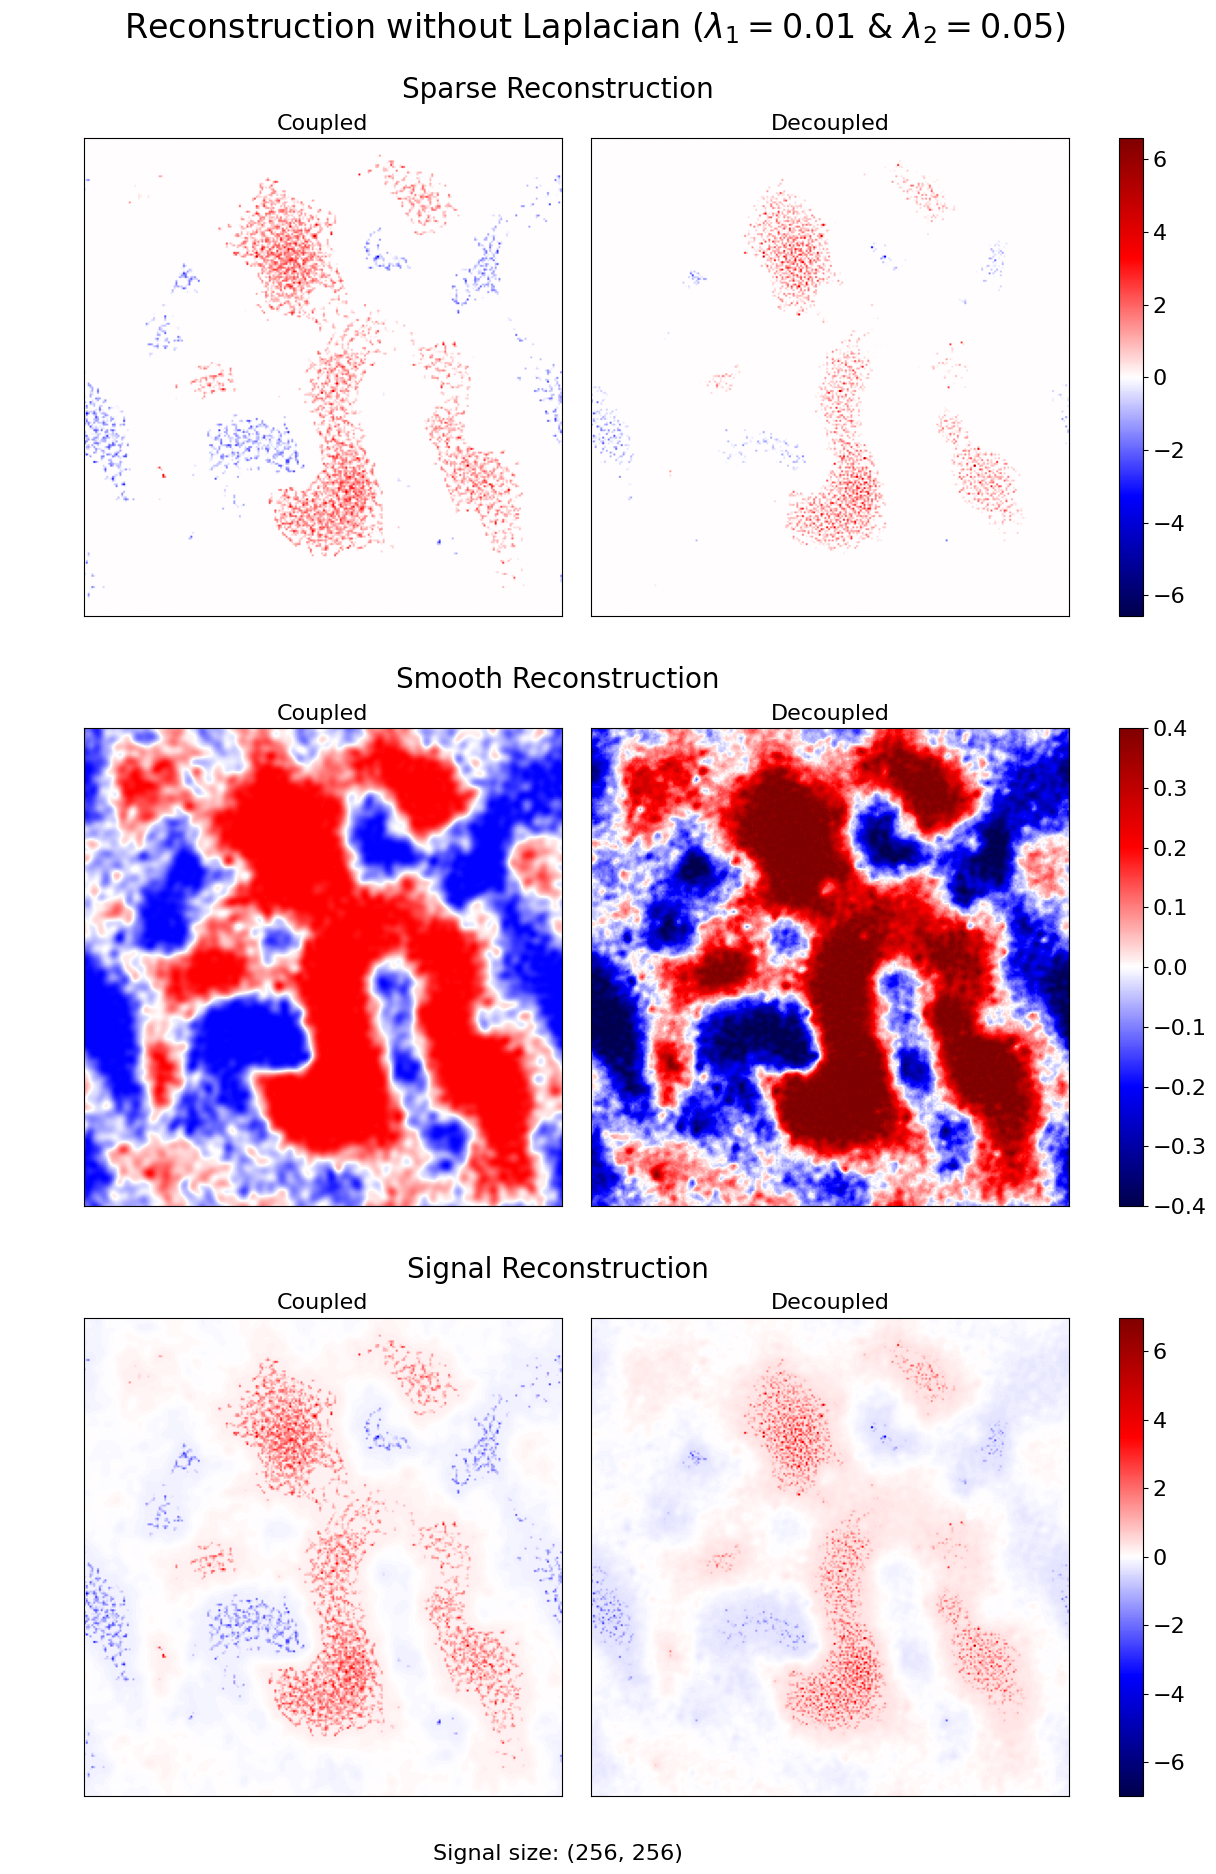 Reconstruction without Laplacian (λ₁ = 0.01 & λ₂ = 0.05)
Sparse Reconstruction
Coupled Decoupled
6
4
2
0
−2
−4
−6
Smooth Reconstruction
Coupled Decoupled
0.4
0.3
0.2
0.1
0.0
−0.1
−0.2
−0.3
−0.4
Signal Reconstruction
Coupled Decoupled
6
4
2
0
−2
−4
−6
Signal size: (256, 256)